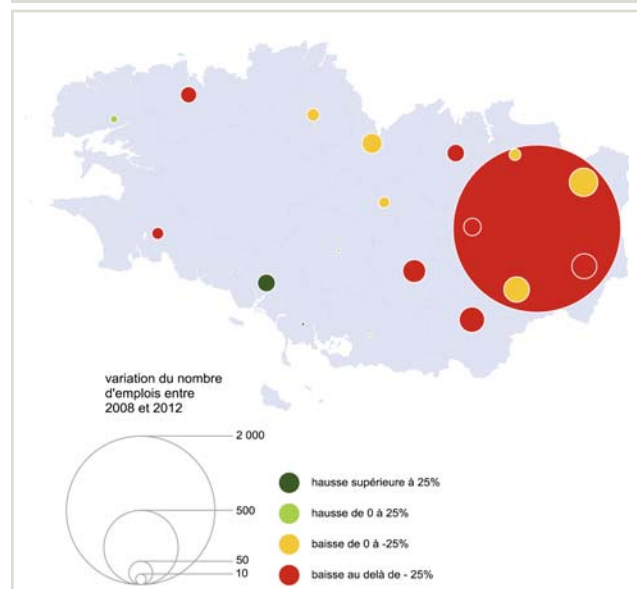 variation du nombre
d'emplois entre
2008 et 2012
2 000
500
50
10
hausse supérieure à 25%
hausse de 0 à 25%
baisse de 0 à -25%
baisse au delà de - 25%